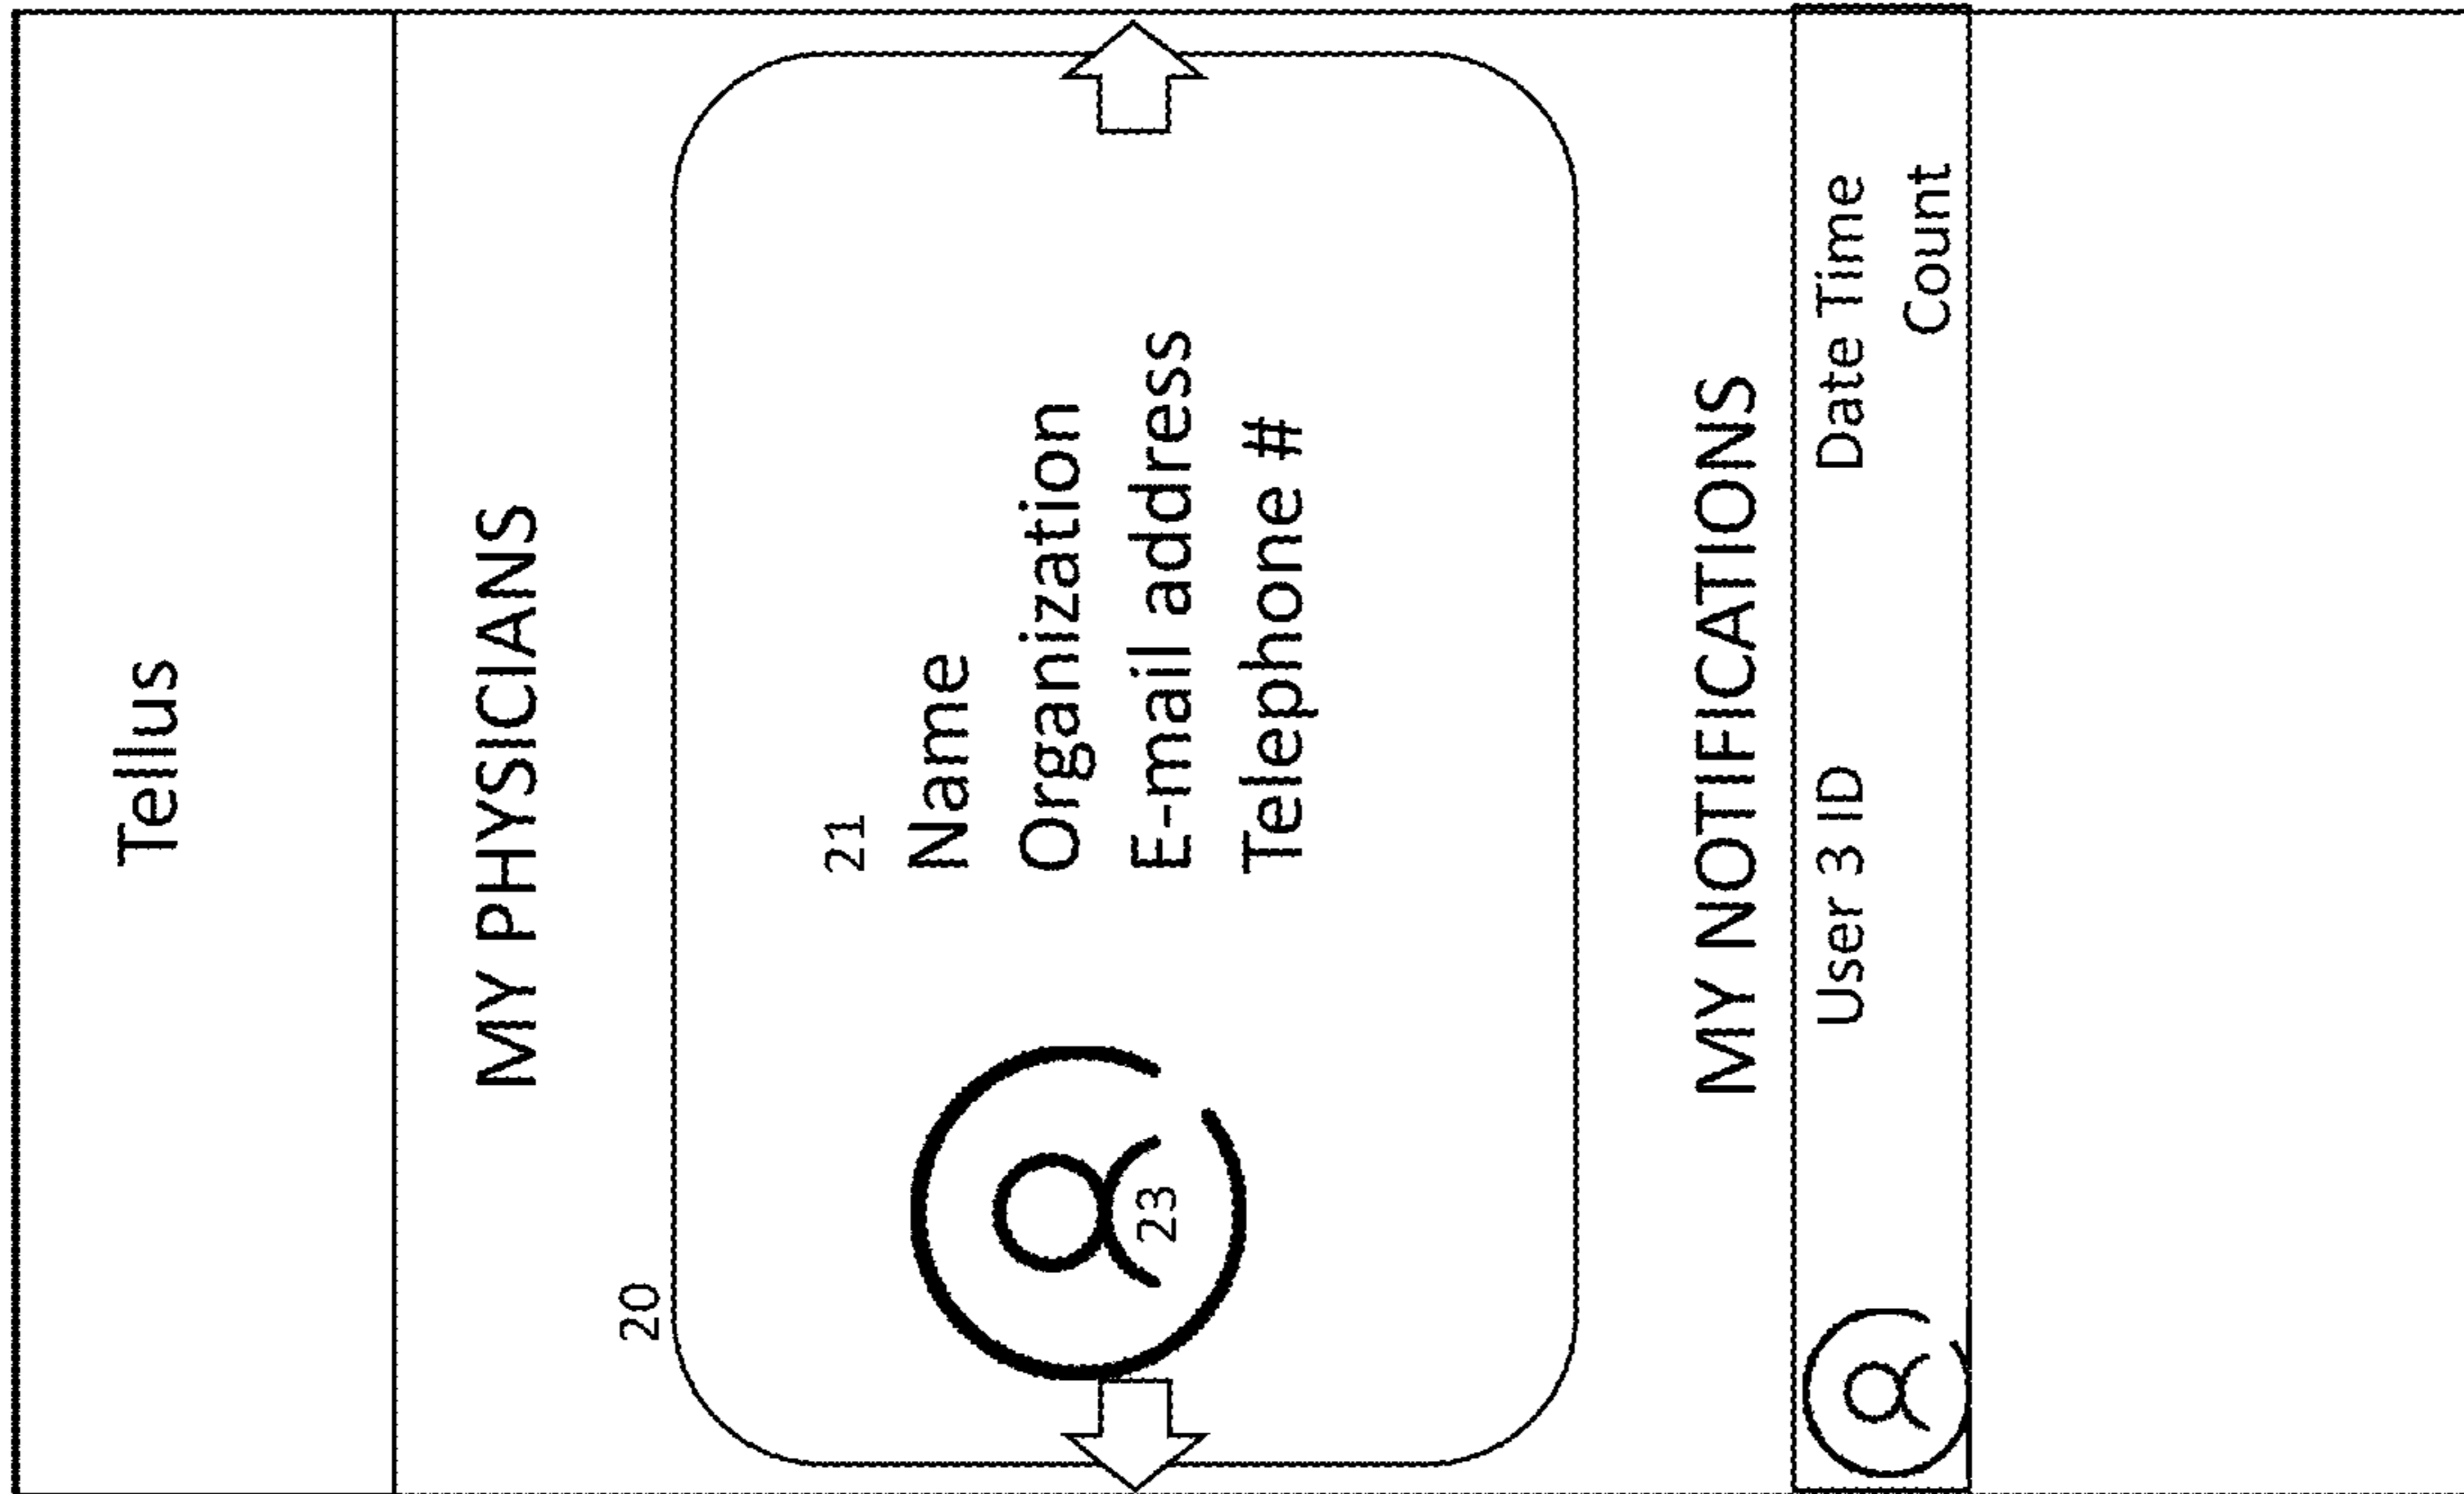 Tellus
MY PHYSICIANS
20
21
Name
Organization
E-mail address
Telephone #
23
MY NOTIFICATIONS
User 3 ID Date Time
Count